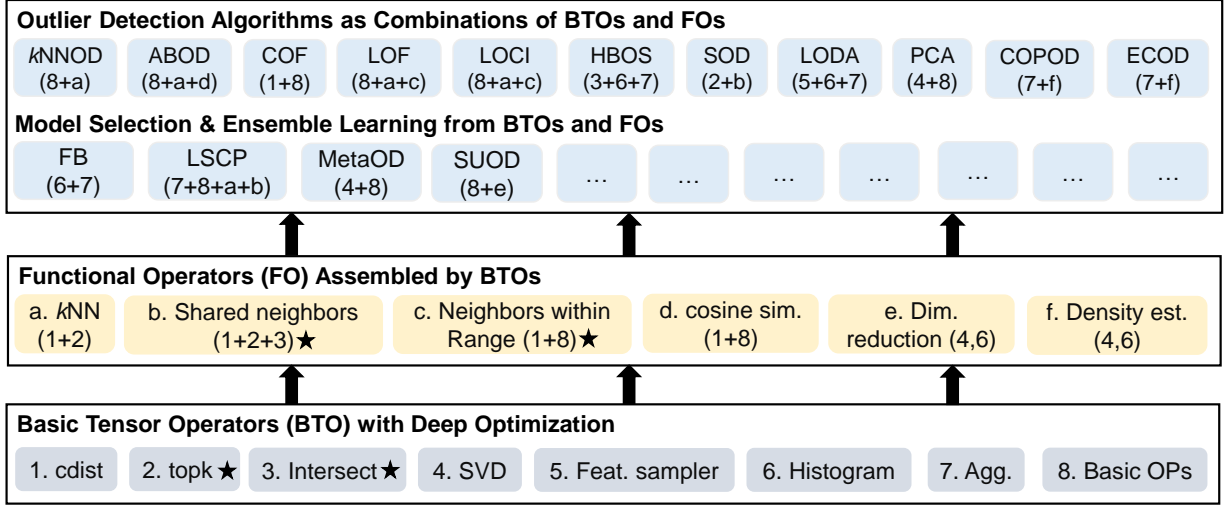 Outlier Detection Algorithms as Combinations of BTOs and FOs
kNNOD ABOD COF LOF LOCI HBOS SOD LODA PCA COPOD ECOD
(8+a) (8+a+d) (1+8) (8+a+c) (8+a+c) (3+6+7) (2+b) (5+6+7) (4+8) (7+f) (7+f)
Model Selection & Ensemble Learning from BTOs and FOs
FB LSCP MetaOD SUOD
(6+7) (7+8+a+b) (4+8) (8+e) … … … … … … …
Functional Operators (FO) Assembled by BTOs
a. kNN b. Shared neighbors c. Neighbors within d. cosine sim. e. Dim. f. Density est.
(1+2) (1+2+3)★ Range (1+8)★ (1+8) reduction (4,6) (4,6)
Basic Tensor Operators (BTO) with Deep Optimization
1. cdist 2. topk★ 3. Intersect★ 4. SVD 5. Feat. sampler 6. Histogram 7. Agg. 8. Basic OPs